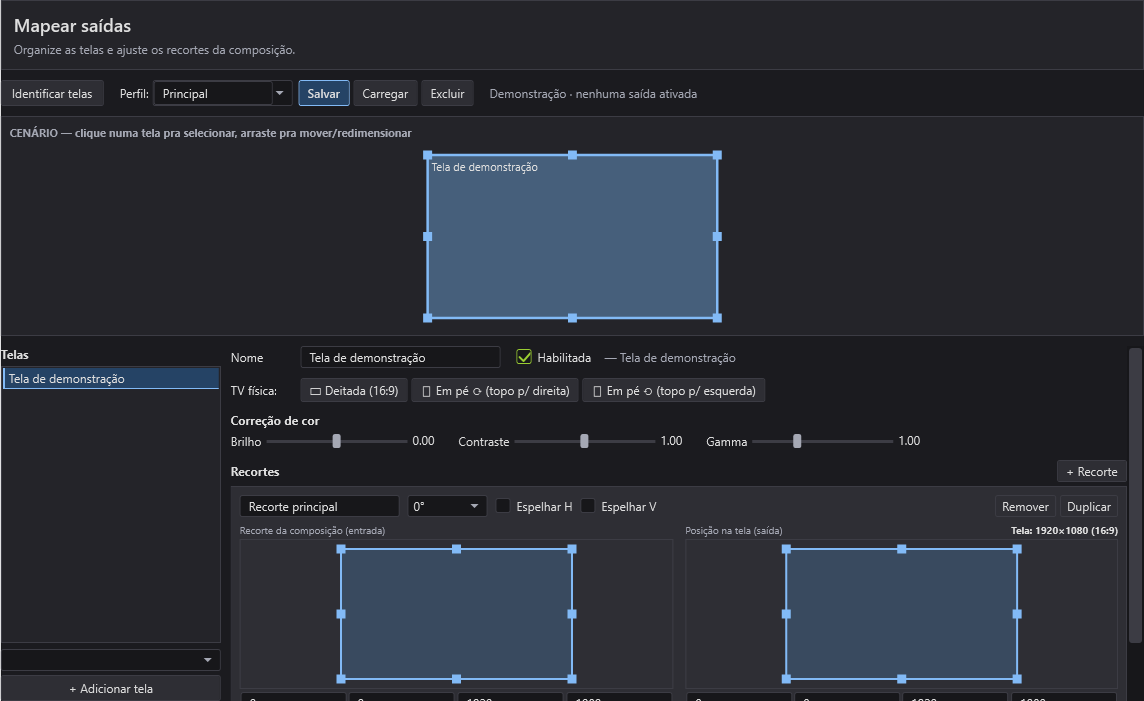 Mapear saídas
Organize as telas e ajuste os recortes da composição.
Identificar telas Perfil: Principal Salvar Carregar Excluir Demonstração · nenhuma saída ativada
CENÁRIO — clique numa tela pra selecionar, arraste pra mover/redimensionar
Tela de demonstração
Telas
Tela de demonstração
+ Adicionar tela
Nome Tela de demonstração Habilitada — Tela de demonstração
TV física: Deitada (16:9) Em pé ⟳ (topo p/ direita) Em pé ⟲ (topo p/ esquerda)
Correção de cor
Brilho 0.00 Contraste 1.00 Gamma 1.00
Recortes + Recorte
Recorte principal 0° Espelhar H Espelhar V Remover Duplicar
Recorte da composição (entrada) Posição na tela (saída) Tela: 1920×1080 (16:9)